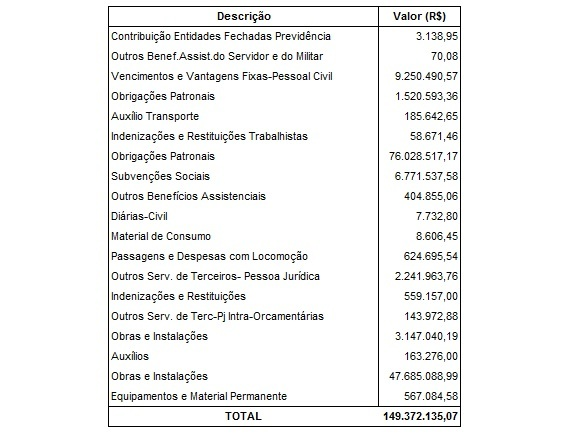 Descrição Valor (R$)
Contribuição Entidades Fechadas Previdência 3.138,95
Outros Benef.Assist.do Servidor e do Militar 70,08
Vencimentos e Vantagens Fixas-Pessoal Civil 9.250.490,57
Obrigações Patronais 1.520.593,36
Auxílio Transporte 185.642,65
Indenizações e Restituições Trabalhistas 58.671,46
Obrigações Patronais 76.028.517,17
Subvenções Sociais 6.771.537,58
Outros Benefícios Assistenciais 404.855,06
Diárias-Civil 7.732,80
Material de Consumo 8.606,45
Passagens e Despesas com Locomoção 624.695,54
Outros Serv. de Terceiros- Pessoa Jurídica 2.241.963,76
Indenizações e Restituições 559.157,00
Outros Serv. de Terc-Pj Intra-Orcamentárias 143.972,88
Obras e Instalações 3.147.040,19
Auxílios 163.276,00
Obras e Instalações 47.685.088,99
Equipamentos e Material Permanente 567.084,58
TOTAL 149.372.135,07